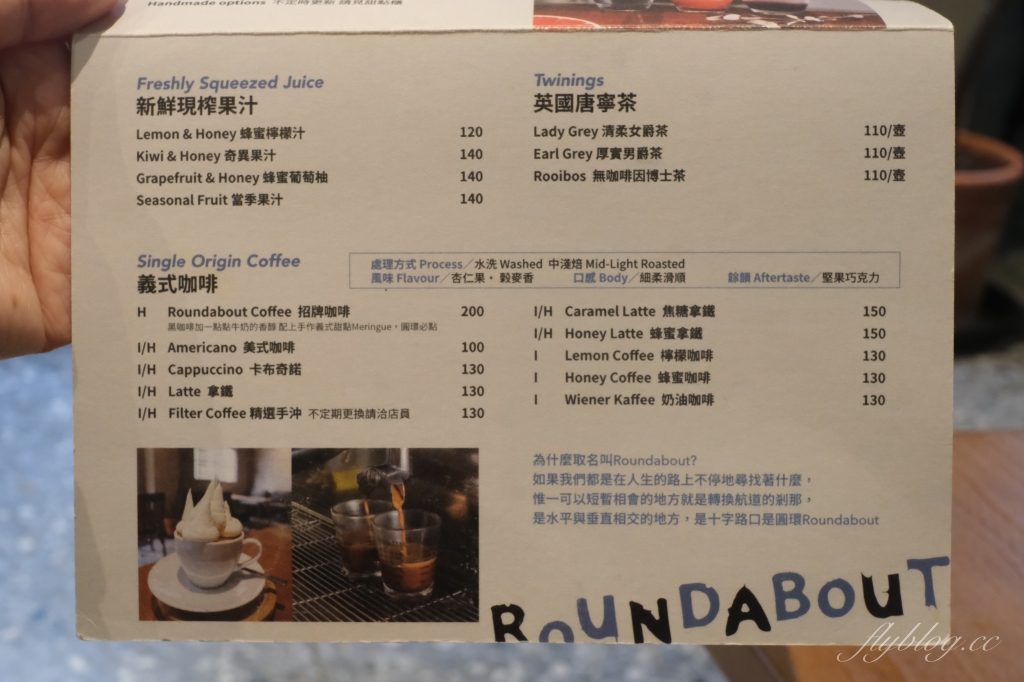 Handmade options 不定時更新 請見甜點櫃
Freshly Squeezed Juice
新鮮現榨果汁
Lemon & Honey 蜂蜜檸檬汁 120
Kiwi & Honey 奇異果汁 140
Grapefruit & Honey 蜂蜜葡萄柚 140
Seasonal Fruit 當季果汁 140
Twinings
英國唐寧茶
Lady Grey 清柔女爵茶 110/壺
Earl Grey 厚實男爵茶 110/壺
Rooibos 無咖啡因博士茶 110/壺
Single Origin Coffee
義式咖啡
處理方式 Process／水洗 Washed 中淺焙 Mid-Light Roasted
風味 Flavour／杏仁果・穀麥香 口感 Body／細柔滑順 餘韻 Aftertaste／堅果巧克力
H Roundabout Coffee 招牌咖啡 200
黑咖啡加一點點牛奶的香醇 配上手作義式甜點Meringue，圓環必點
I/H Americano 美式咖啡 100
I/H Cappuccino 卡布奇諾 130
I/H Latte 拿鐵 130
I/H Filter Coffee 精選手沖 不定期更換請洽店員 130
I/H Caramel Latte 焦糖拿鐵 150
I/H Honey Latte 蜂蜜拿鐵 150
I Lemon Coffee 檸檬咖啡 130
I Honey Coffee 蜂蜜咖啡 130
I Wiener Kaffee 奶油咖啡 130
為什麼取名叫Roundabout?
如果我們都是在人生的路上不停地尋找著什麼，
惟一可以短暫相會的地方就是轉換航道的剎那，
是水平與垂直相交的地方，是十字路口是圓環Roundabout
ROUNDABOUT
flyblog.cc